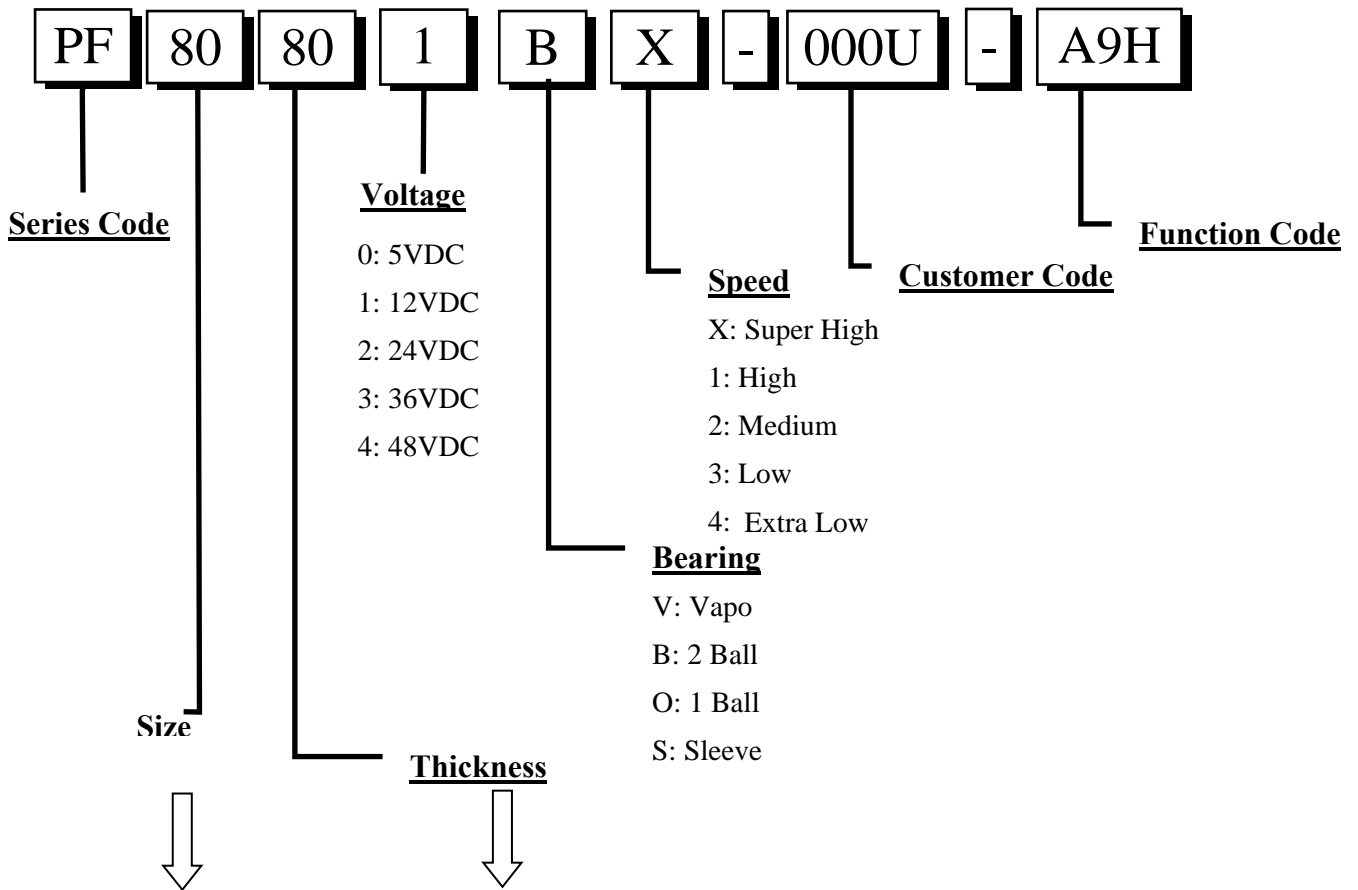 PF 80 80 1 B X - 000U - A9H
Series Code
Voltage
0: 5VDC
1: 12VDC
2: 24VDC
3: 36VDC
4: 48VDC
Function Code
Customer Code
Speed
X: Super High
1: High
2: Medium
3: Low
4: Extra Low
Bearing
V: Vapo
B: 2 Ball
O: 1 Ball
S: Sleeve
Size
Thickness